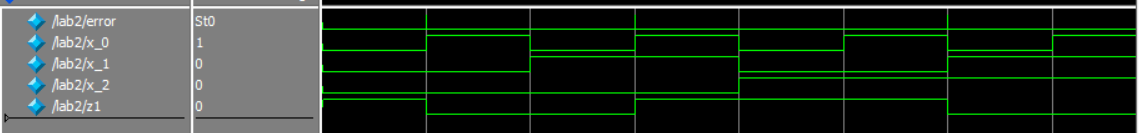 /lab2/error St0
/lab2/x_0 1
/lab2/x_1 0
/lab2/x_2 0
/lab2/z1 0